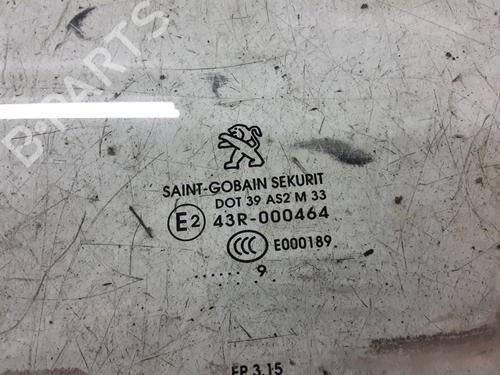 B-PARTS
SAINT-GOBAIN SEKURIT
DOT 39 AS2 M 33
E2 43R-000464
CCC E000189
...... 9 ......
EP 3.15